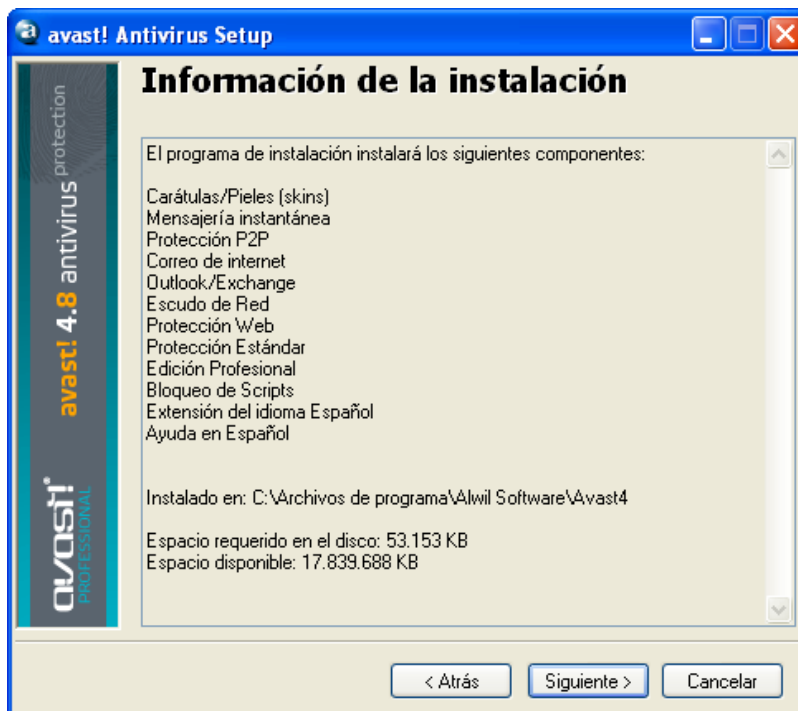 avast! Antivirus Setup
Información de la instalación
El programa de instalación instalará los siguientes componentes:
Carátulas/Pieles (skins)
Mensajería instantánea
Protección P2P
Correo de internet
Outlook/Exchange
Escudo de Red
Protección Web
Protección Estándar
Edición Profesional
Bloqueo de Scripts
Extensión del idioma Español
Ayuda en Español
Instalado en: C:\Archivos de programa\Alwil Software\Avast4
Espacio requerido en el disco: 53.153 KB
Espacio disponible: 17.839.688 KB
avast! 4.8 antivirus protection
avast!
PROFESSIONAL
< Atrás
Siguiente >
Cancelar